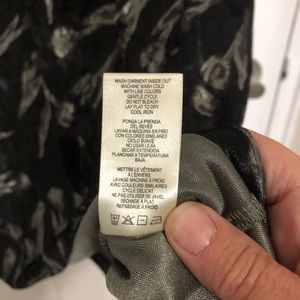 WASH GARMENT INSIDE OUT
MACHINE WASH COLD
WITH LIKE COLORS
GENTLE CYCLE
DO NOT BLEACH
LAY FLAT TO DRY
COOL IRON
PONGA LA PRENDA
DEL REVES
LAVAR A MAQUINA EN FRIO
CON COLORES SIMILARES
CICLO SUAVE
NO USAR LEJIA
SECAR EXTENDIDA
PLANCHAR A TEMPERATURA
BAJA
METTRE LE VÊTEMENT
À L'ENVERS
LAVAGE MACHINE À FROID
AVEC COULEURS SIMILAIRES
CYCLE DELICAT
NE PAS UTILISER DE JAVEL
SECHAGE À PLAT
REPASSAGE À FROID